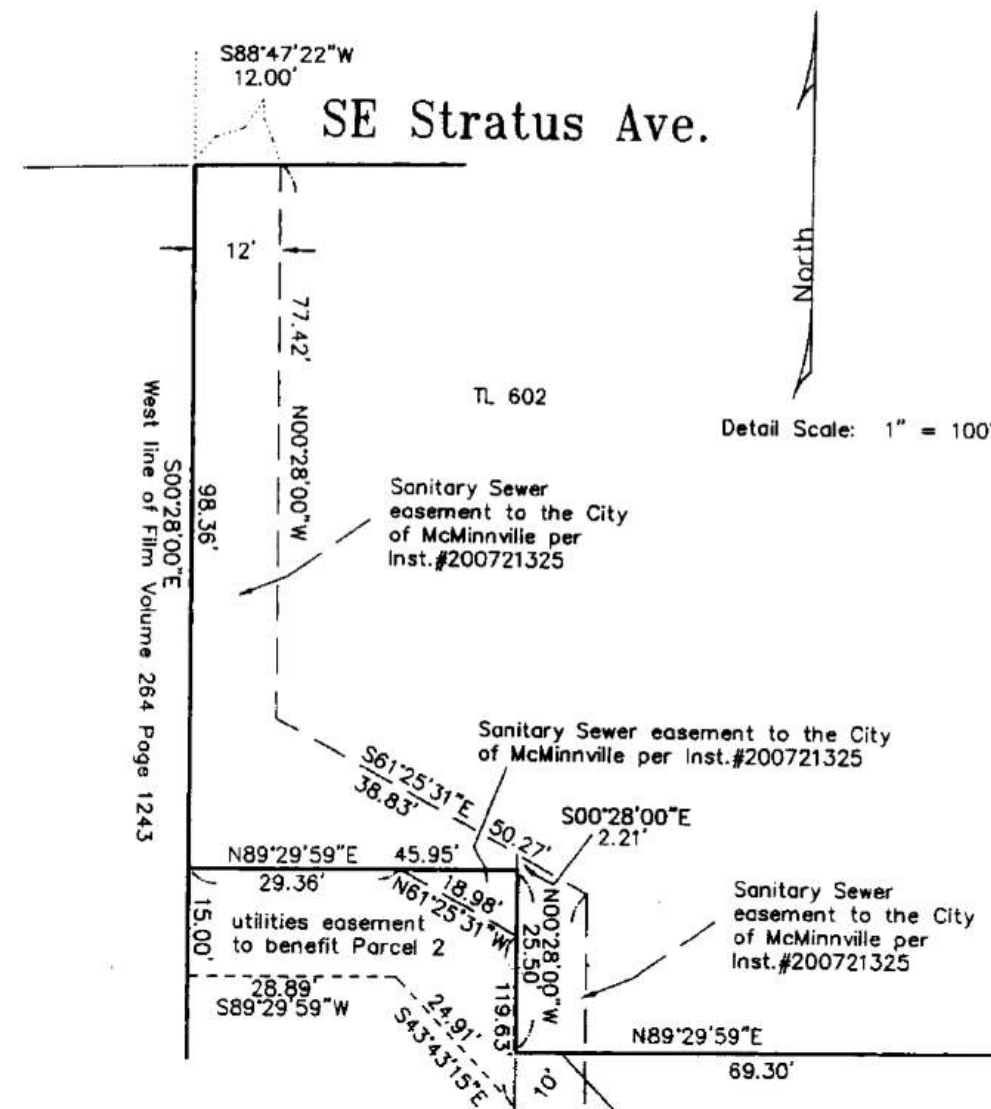 S88°47'22"W
12.00'
SE Stratus Ave.
12'
North
77.42'
N00°28'00"W
TL 602
Detail Scale: 1" = 100'
West line of Film Volume 264 Page 1243
S00°28'00"E
98.36'
Sanitary Sewer
easement to the City
of McMinnville per
Inst.#200721325
Sanitary Sewer easement to the City
of McMinnville per Inst.#200721325
S61°25'31"E
38.83'
50.27'
S00°28'00"E
2.21'
N89°29'59"E
45.95'
29.36'
18.98'
N61°25'31"W
N00°28'00"W
25.50'
Sanitary Sewer
easement to the City
of McMinnville per
Inst.#200721325
15.00'
utilities easement
to benefit Parcel 2
28.89'
S89°29'59"W
24.91'
S43°43'15"E
119.63'
N89°29'59"E
69.30'
10'